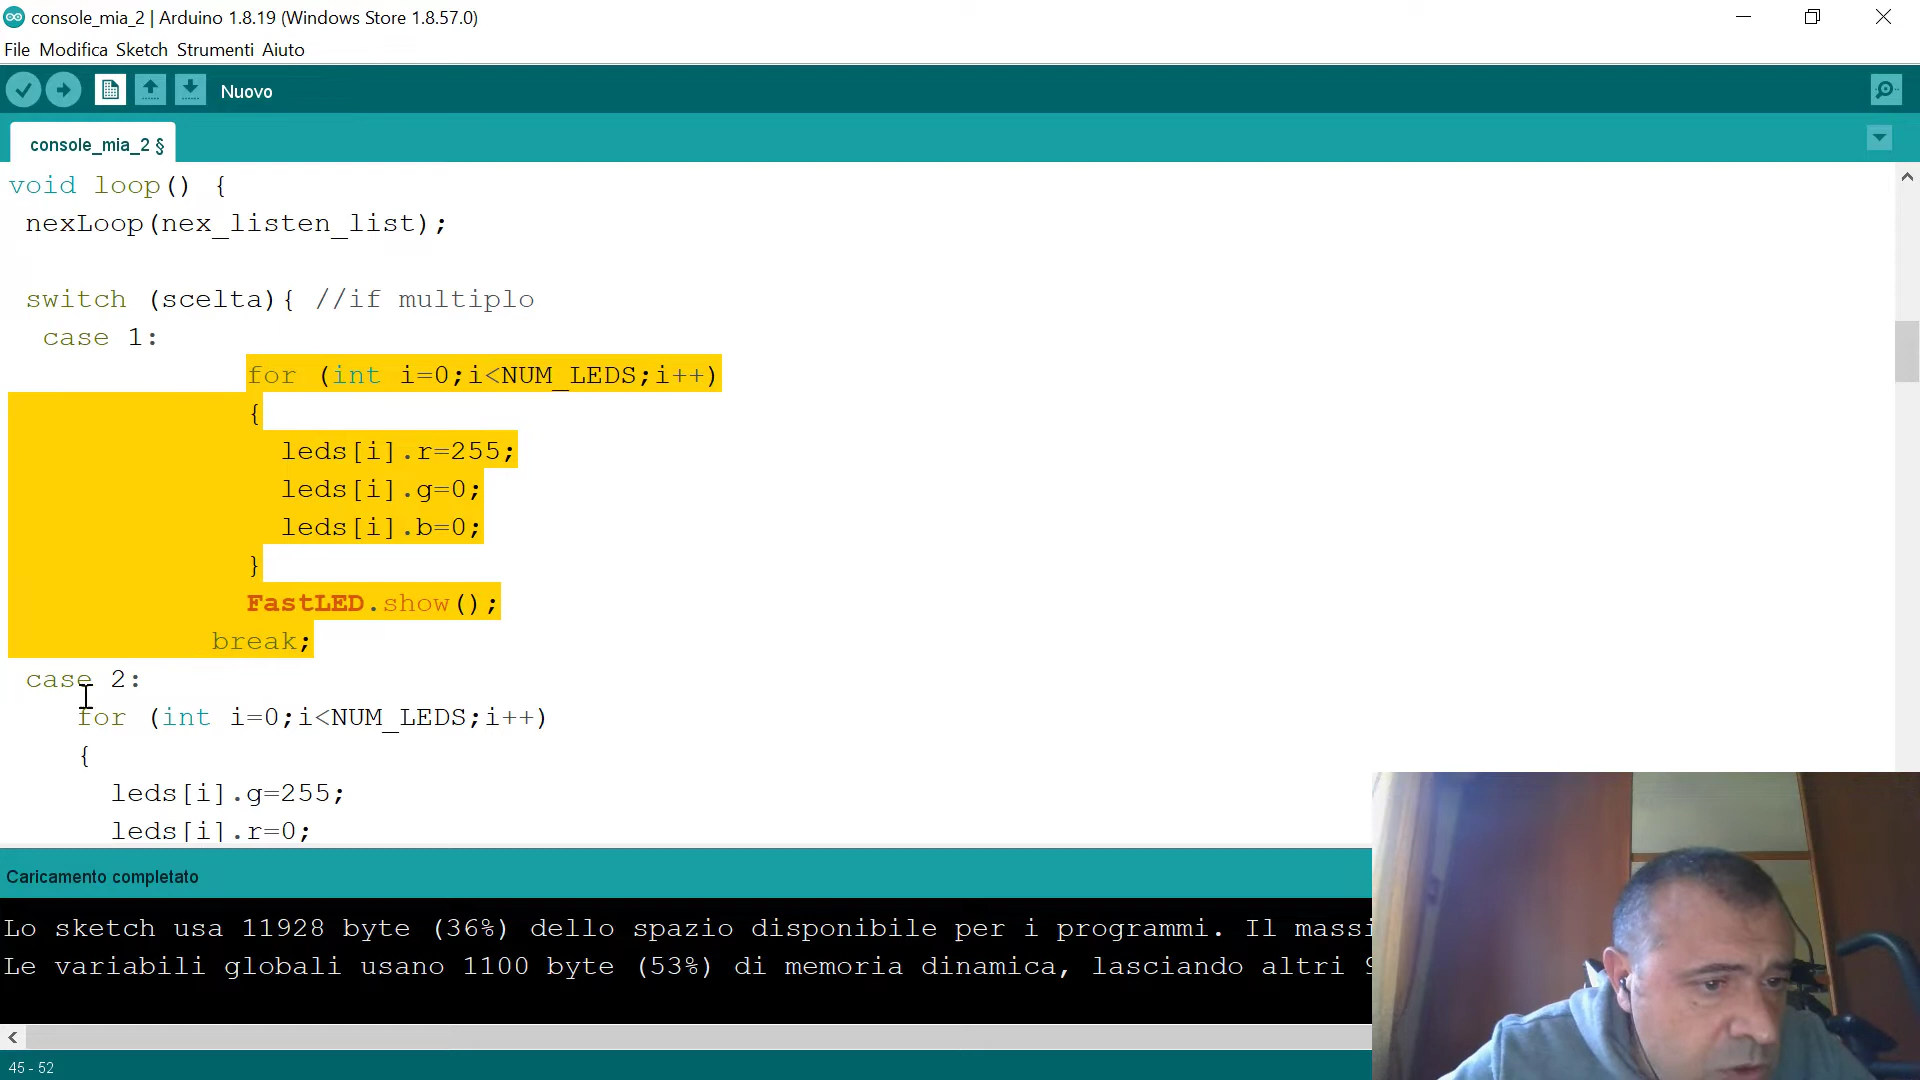 console_mia_2 | Arduino 1.8.19 (Windows Store 1.8.57.0)
File Modifica Sketch Strumenti Aiuto
Nuovo
console_mia_2 §
void loop() {
nexLoop(nex_listen_list);
switch (scelta){ //if multiplo
case 1:
for (int i=0;i<NUM_LEDS;i++)
{
leds[i].r=255;
leds[i].g=0;
leds[i].b=0;
}
FastLED.show();
break;
case 2:
for (int i=0;i<NUM_LEDS;i++)
{
leds[i].g=255;
leds[i].r=0;
Caricamento completato
Lo sketch usa 11928 byte (36%) dello spazio disponibile per i programmi. Il massi
Le variabili globali usano 1100 byte (53%) di memoria dinamica, lasciando altri 9
45 - 52